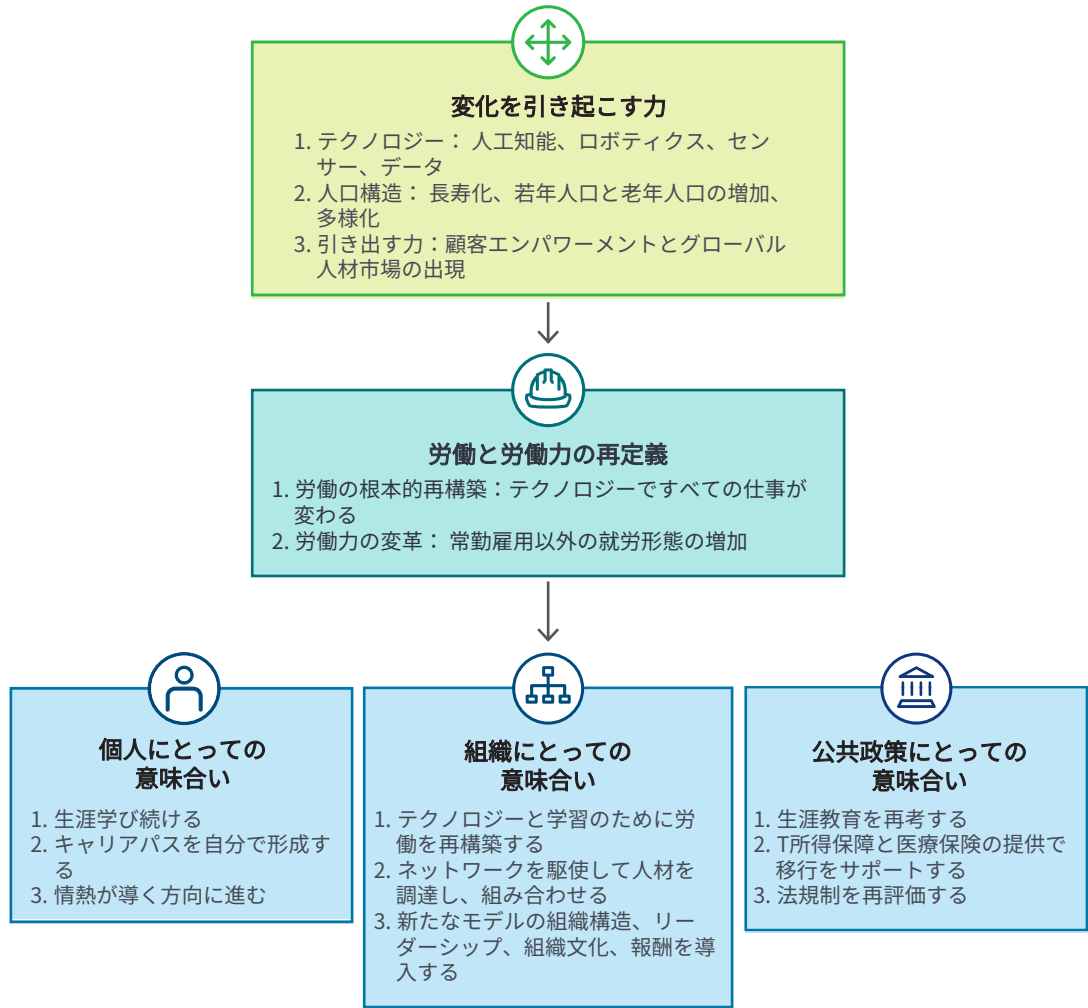 変化を引き起こす力
1. テクノロジー： 人工知能、ロボティクス、セン
サー、データ
2. 人口構造： 長寿化、若年人口と老年人口の増加、
多様化
3. 引き出す力：顧客エンパワーメントとグローバル
人材市場の出現
労働と労働力の再定義
1. 労働の根本的再構築：テクノロジーですべての仕事が
変わる
2. 労働力の変革： 常勤雇用以外の就労形態の増加
個人にとっての
意味合い
1. 生涯学び続ける
2. キャリアパスを自分で形成す
る
3. 情熱が導く方向に進む
組織にとっての
意味合い
1. テクノロジーと学習のために労
働を再構築する
2. ネットワークを駆使して人材を
調達し、組み合わせる
3. 新たなモデルの組織構造、リー
ダーシップ、組織文化、報酬を導
入する
公共政策にとっての
意味合い
1. 生涯教育を再考する
2. T所得保障と医療保険の提供で
移行をサポートする
3. 法規制を再評価する